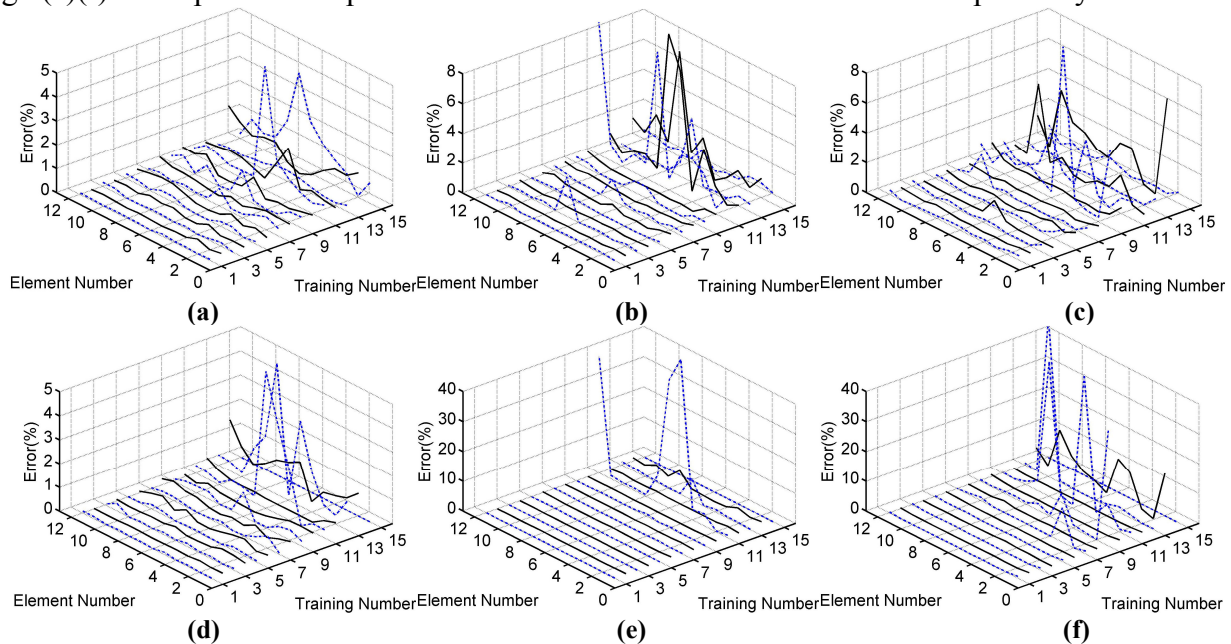 5
4
3
2
1
0
Error(%)
12 10 8 6 4 2 0
1 3 5 7 9 11 13 15
Element Number
Training Number
(a)
8
6
4
2
0
Error(%)
12 10 8 6 4 2 0
1 3 5 7 9 11 13 15
Element Number
Training Number
(b)
8
6
4
2
0
Error(%)
12 10 8 6 4 2 0
1 3 5 7 9 11 13 15
Element Number
Training Number
(c)
5
4
3
2
1
0
Error(%)
12 10 8 6 4 2 0
1 3 5 7 9 11 13 15
Element Number
Training Number
(d)
40
30
20
10
0
Error(%)
12 10 8 6 4 2 0
1 3 5 7 9 11 13 15
Element Number
Training Number
(e)
40
30
20
10
0
Error(%)
12 10 8 6 4 2 0
1 3 5 7 9 11 13 15
Element Number
Training Number
(f)